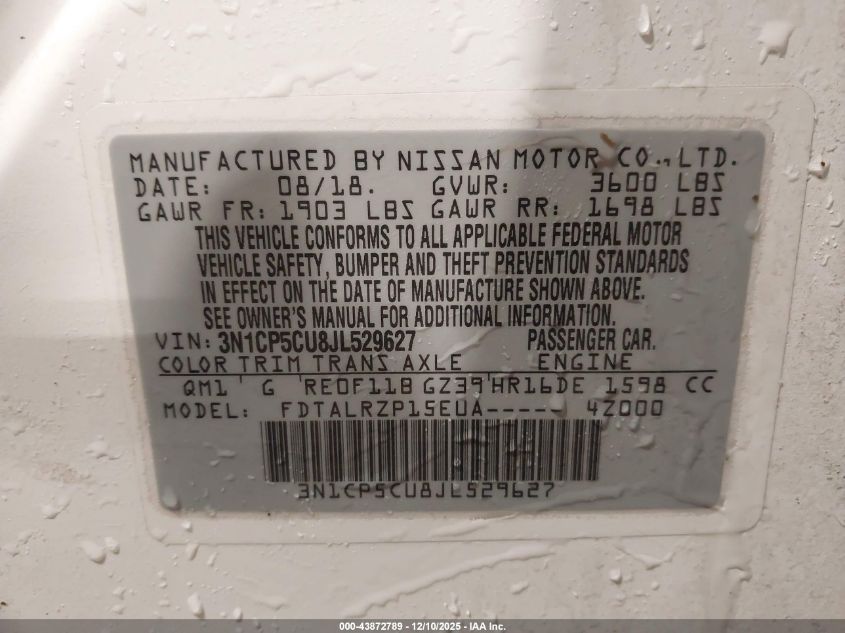 MANUFACTURED BY NISSAN MOTOR CO., LTD.
DATE: 08/18. GVWR: 3600 LBS
GAWR FR: 1903 LBS GAWR RR: 1698 LBS
THIS VEHICLE CONFORMS TO ALL APPLICABLE FEDERAL MOTOR
VEHICLE SAFETY, BUMPER AND THEFT PREVENTION STANDARDS
IN EFFECT ON THE DATE OF MANUFACTURE SHOWN ABOVE.
SEE OWNER'S MANUAL FOR ADDITIONAL INFORMATION.
VIN: 3N1CP5CU8JL529627 PASSENGER CAR.
COLOR TRIM TRANS AXLE ENGINE
QM1 G RE0F11B GZ39 HR16DE 1598 CC
MODEL: FDTALRZP15EUA----- 4Z000
3N1CP5CU8JL529627
000-43872789 - 12/10/2025 - IAA Inc.